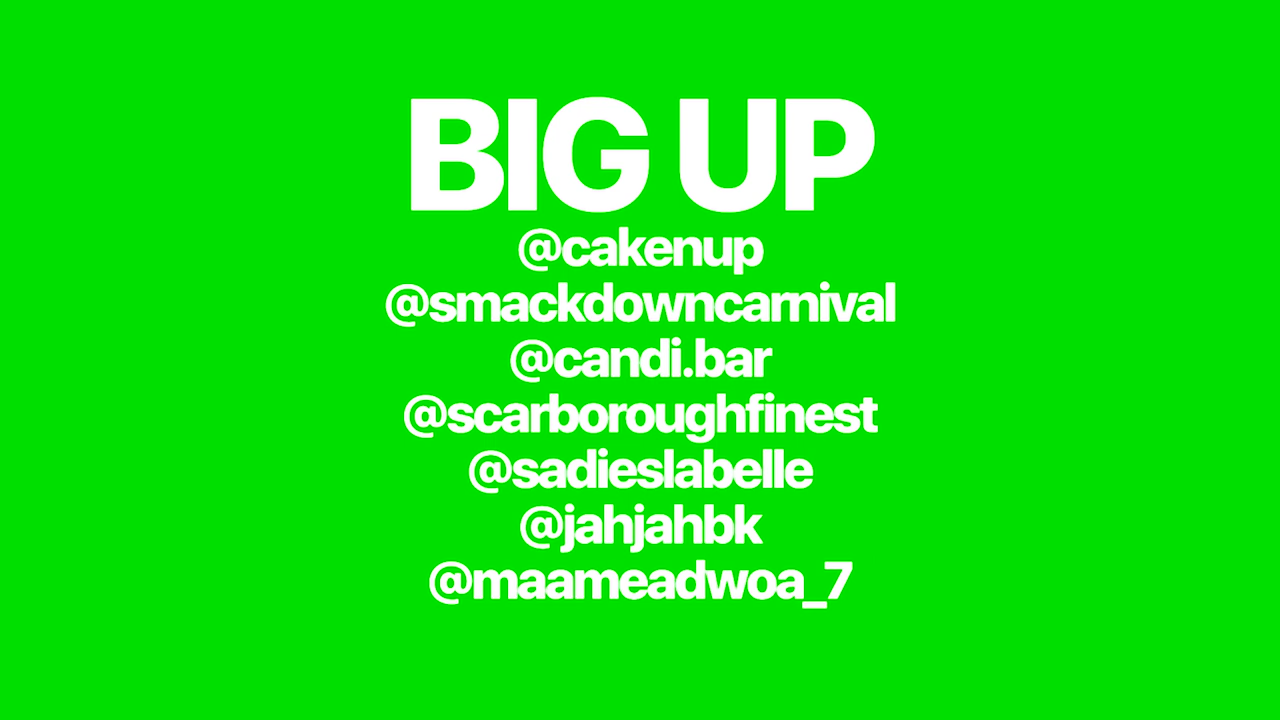 BIG UP
@cakenup
@smackdowncarnival
@candi.bar
@scarboroughfinest
@sadieslabelle
@jahjahbk
@maameadwoa_7